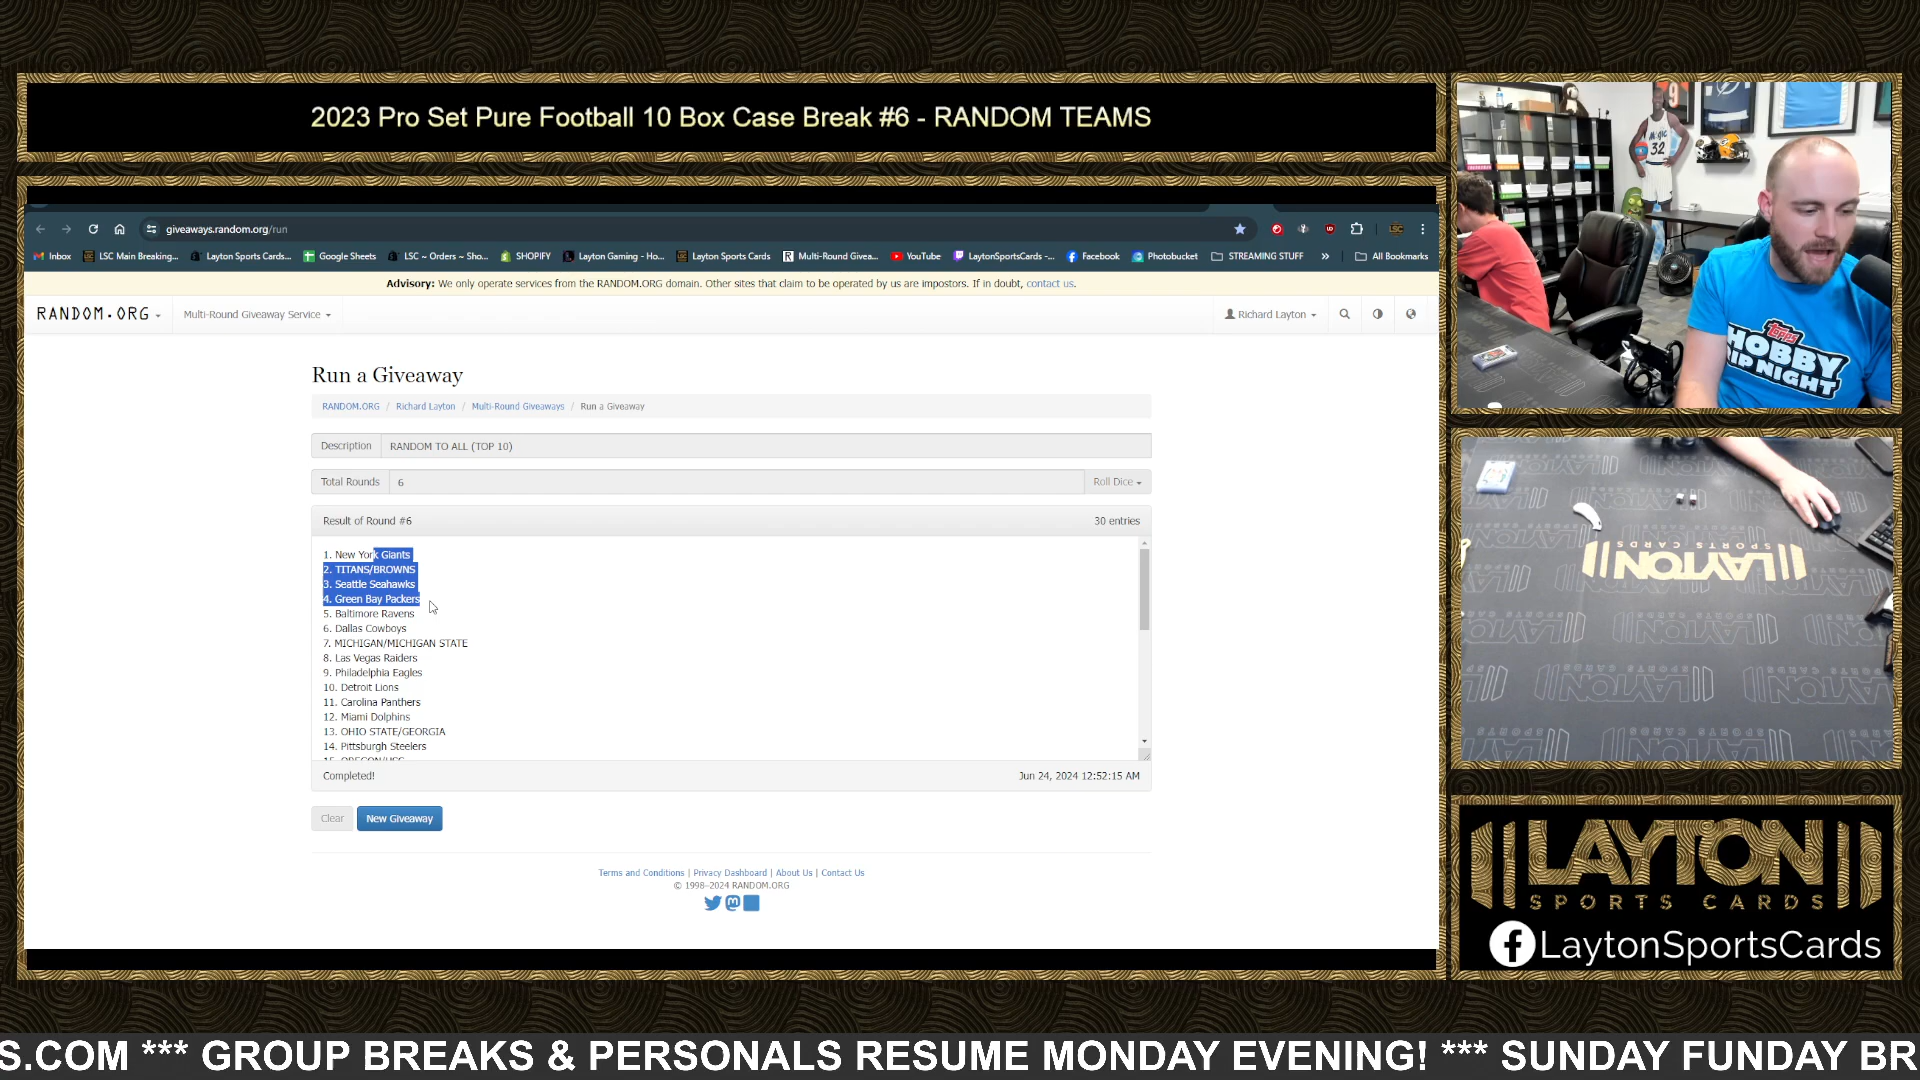 2023 Pro Set Pure Football 10 Box Case Break #6 - RANDOM TEAMS
giveaways.random.org/run
Inbox LSC Main Breaking... Layton Sports Cards... Google Sheets LSC ~ Orders ~ Sho... SHOPIFY Layton Gaming - Ho... Layton Sports Cards Multi-Round Givea... YouTube LaytonSportsCards -... Facebook Photobucket STREAMING STUFF » All Bookmarks
Advisory: We only operate services from the RANDOM.ORG domain. Other sites that claim to be operated by us are impostors. If in doubt, contact us.
RANDOM.ORG Multi-Round Giveaway Service Richard Layton
Run a Giveaway
RANDOM.ORG / Richard Layton / Multi-Round Giveaways / Run a Giveaway
Description RANDOM TO ALL (TOP 10)
Total Rounds 6 Roll Dice
Result of Round #6 30 entries
1. New York Giants
2. TITANS/BROWNS
3. Seattle Seahawks
4. Green Bay Packers
5. Baltimore Ravens
6. Dallas Cowboys
7. MICHIGAN/MICHIGAN STATE
8. Las Vegas Raiders
9. Philadelphia Eagles
10. Detroit Lions
11. Carolina Panthers
12. Miami Dolphins
13. OHIO STATE/GEORGIA
14. Pittsburgh Steelers
Completed! Jun 24, 2024 12:52:15 AM
Clear New Giveaway
Terms and Conditions | Privacy Dashboard | About Us | Contact Us
© 1998–2024 RANDOM.ORG
Magic
32
topps
HOBBY
RIP NIGHT
LAYTON
SPORTS CARDS
LAYTON
SPORTS CARDS
LaytonSportsCards
S.COM *** GROUP BREAKS & PERSONALS RESUME MONDAY EVENING! *** SUNDAY FUNDAY BR